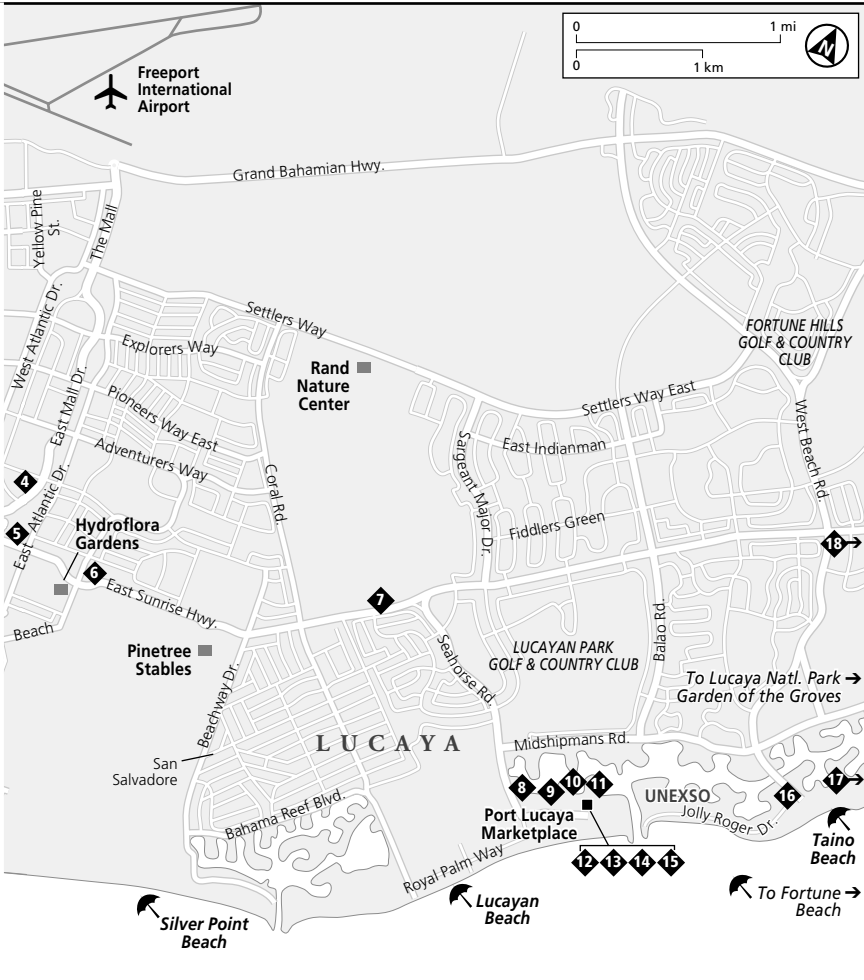 0
1 mi
0
1 km
N
Freeport
International
Airport
Grand Bahamian Hwy.
Yellow Pine
St.
The Mall
West Atlantic Dr.
Settlers Way
Explorers Way
East Mall Dr.
Pioneers Way East
Adventurers Way
Rand
Nature
Center
FORTUNE HILLS
GOLF & COUNTRY
CLUB
Settlers Way East
West Beach Rd.
East Indianman
Sargeant Major Dr.
Coral Rd.
Fiddlers Green
4
5
East Atlantic Dr.
Hydroflora
Gardens
6
East Sunrise Hwy.
18
7
Beach
Pinetree
Stables
Beachway Dr.
Seahorse Rd.
LUCAYAN PARK
GOLF & COUNTRY CLUB
Balao Rd.
To Lucaya Natl. Park
Garden of the Groves
LUCAYA
San
Salvadore
Midshipmans Rd.
8
9
10
11
UNEXSO
16
17
Port Lucaya
Marketplace
Jolly Roger Dr.
Bahama Reef Blvd.
Royal Palm Way
12
13
14
15
Taino
Beach
Silver Point
Beach
Lucayan
Beach
To Fortune
Beach